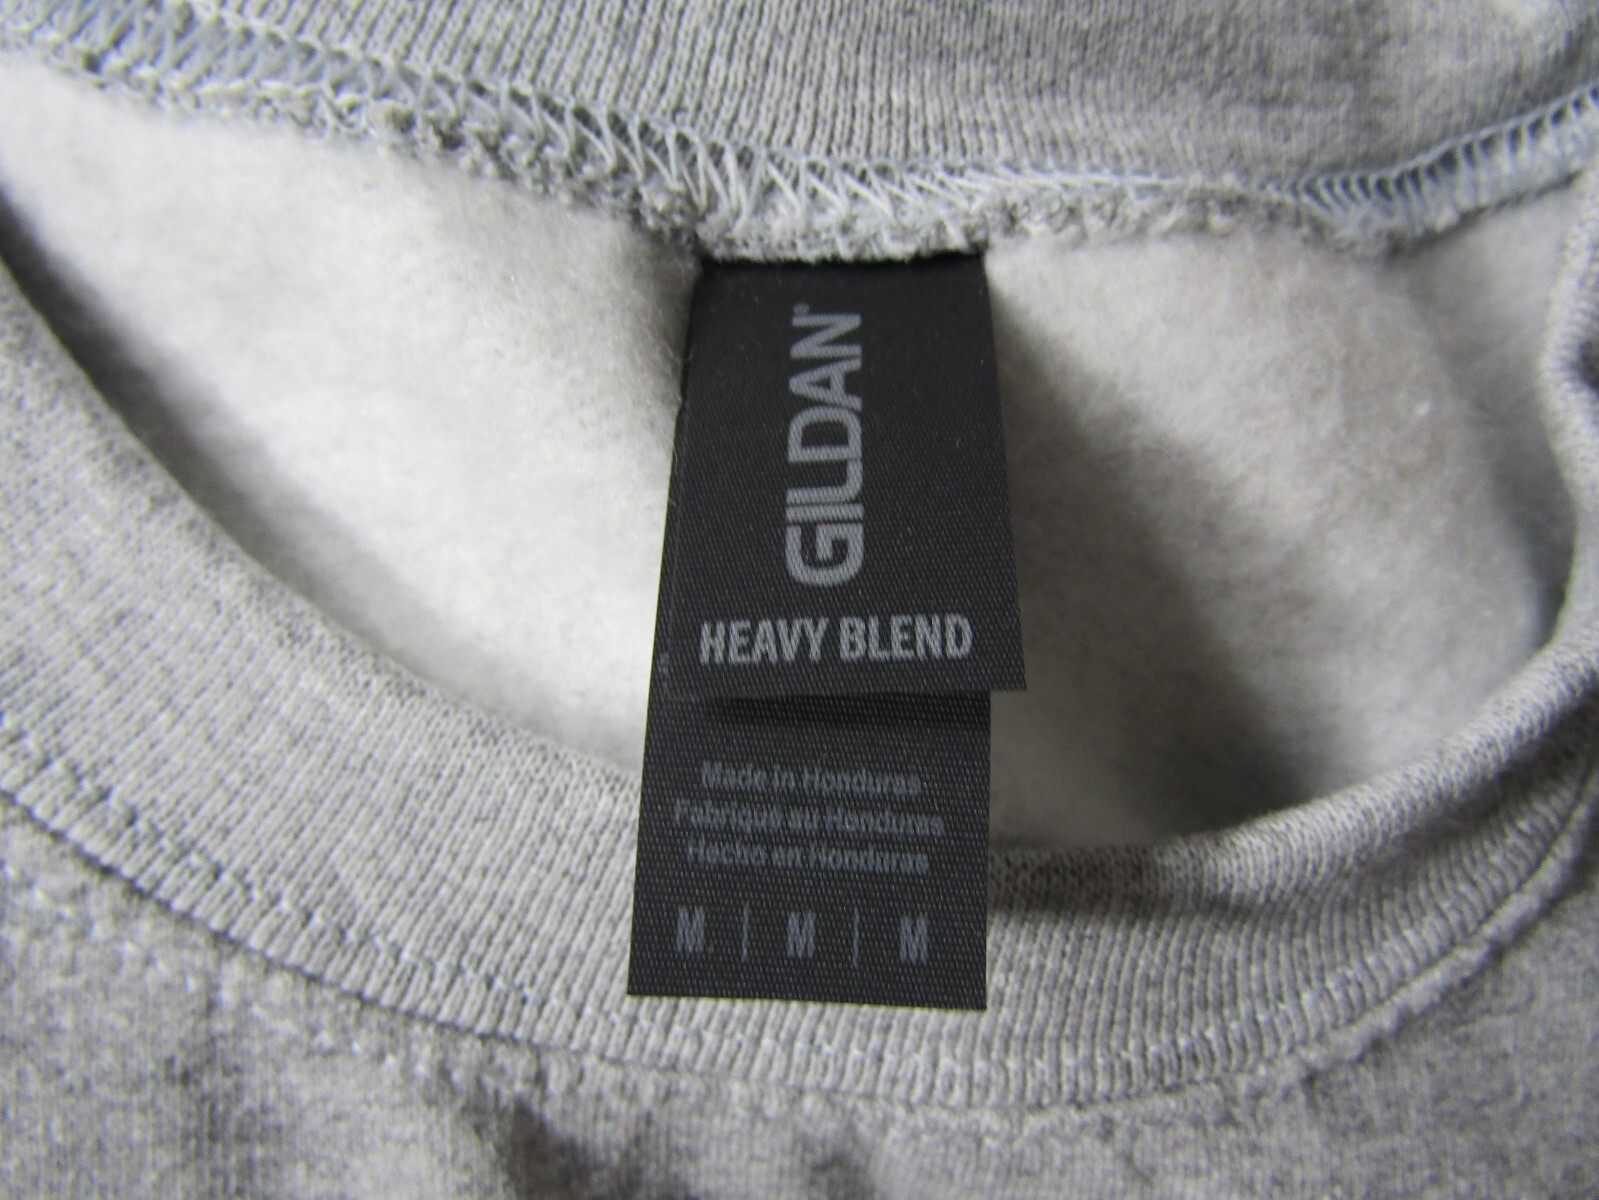 GILDAN®
HEAVY BLEND
Made in Honduras
Fabriqué au Honduras
Hecho en Honduras
M | M | M